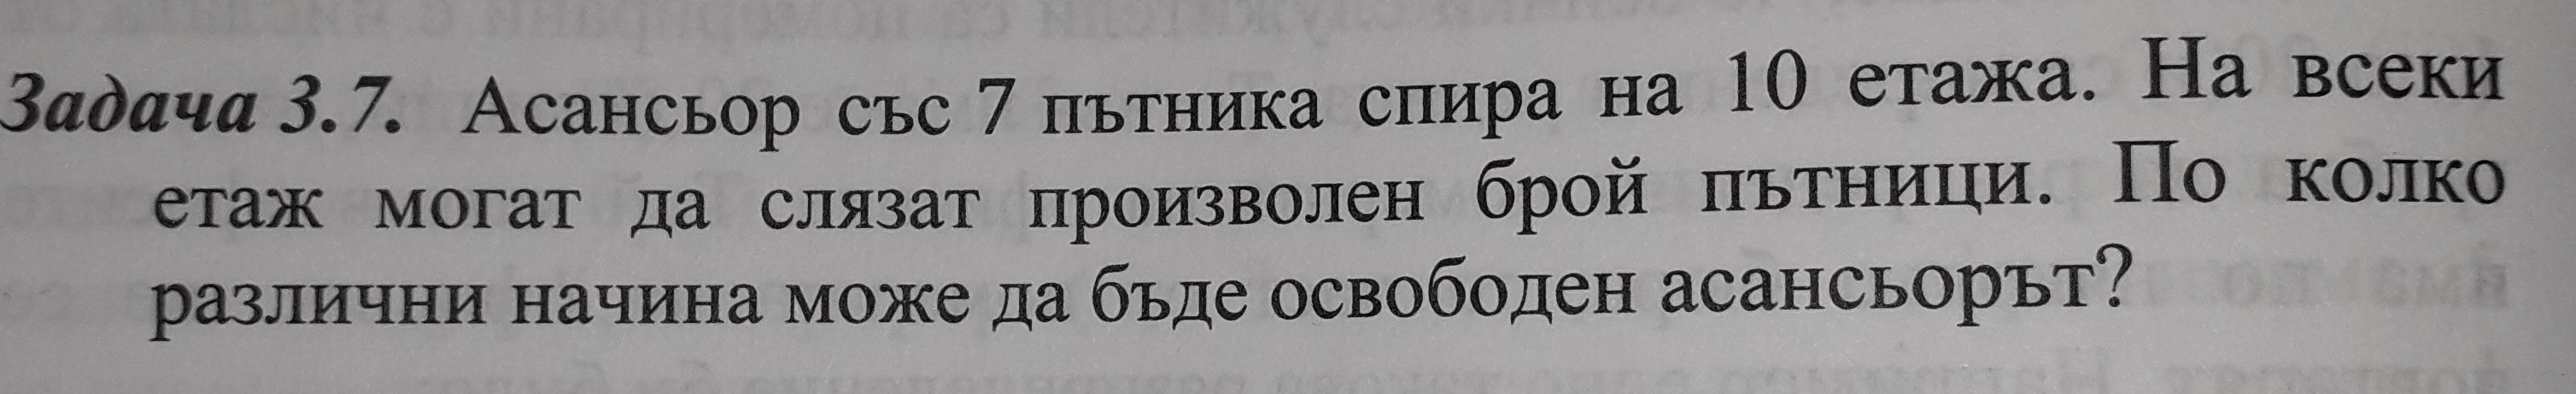 Задача 3.7. Асансьор със 7 пътника спира на 10 етажа. На всеки
етаж могат да слязат произволен брой пътници. По колко
различни начина може да бъде освободен асансьорът?